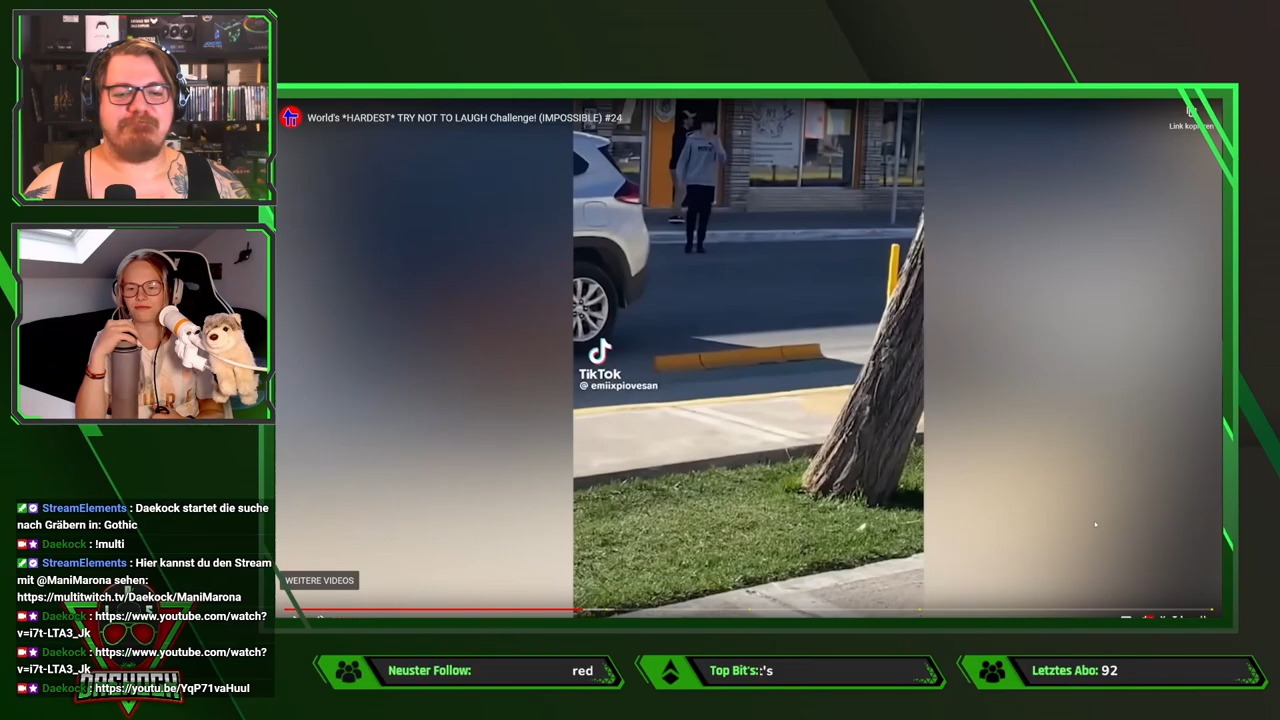 World's *HARDEST* TRY NOT TO LAUGH Challenge! (IMPOSSIBLE) #24
Link kopieren
TikTok
@ emiixpiovesan
WEITERE VIDEOS
StreamElements : Daekock startet die suche
nach Gräbern in: Gothic
Daekock : !multi
StreamElements : Hier kannst du den Stream
mit @ManiMarona sehen:
https://multitwitch.tv/Daekock/ManiMarona
Daekock : https://www.youtube.com/watch?
v=i7t-LTA3_Jk
Daekock : https://www.youtube.com/watch?
v=i7t-LTA3_Jk
Daekock : https://youtu.be/YqP71vaHuuI
DAEKOCK
Neuster Follow: red
Top Bit's: :'s
Letztes Abo: 92